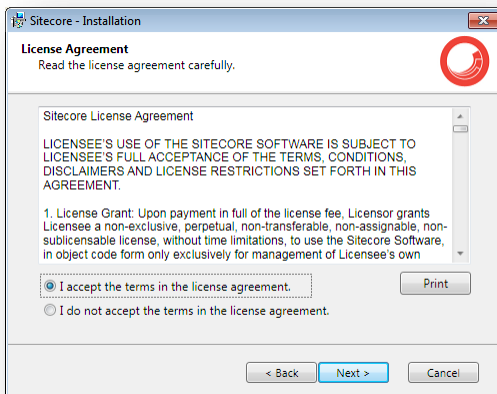 Sitecore - Installation
License Agreement
Read the license agreement carefully.
Sitecore License Agreement
LICENSEE'S USE OF THE SITECORE SOFTWARE IS SUBJECT TO
LICENSEE'S FULL ACCEPTANCE OF THE TERMS, CONDITIONS,
DISCLAIMERS AND LICENSE RESTRICTIONS SET FORTH IN THIS
AGREEMENT.
1. License Grant: Upon payment in full of the license fee, Licensor grants
Licensee a non-exclusive, perpetual, non-transferable, non-assignable, non-
sublicensable license, without time limitations, to use the Sitecore Software,
in object code form only exclusively for management of Licensee's own
I accept the terms in the license agreement.
Print
I do not accept the terms in the license agreement.
< Back
Next >
Cancel